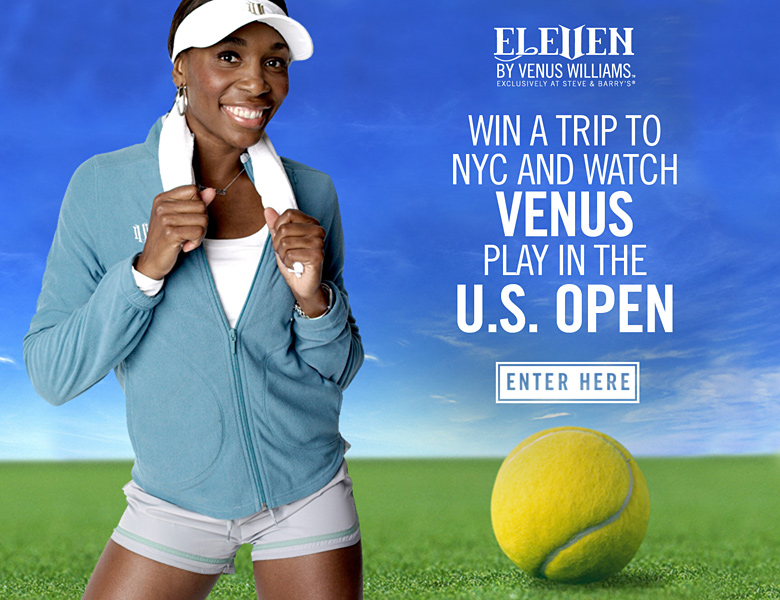 ELEVEN
BY VENUS WILLIAMS™
EXCLUSIVELY AT STEVE & BARRY'S®
WIN A TRIP TO
NYC AND WATCH
VENUS
PLAY IN THE
U.S. OPEN
ENTER HERE